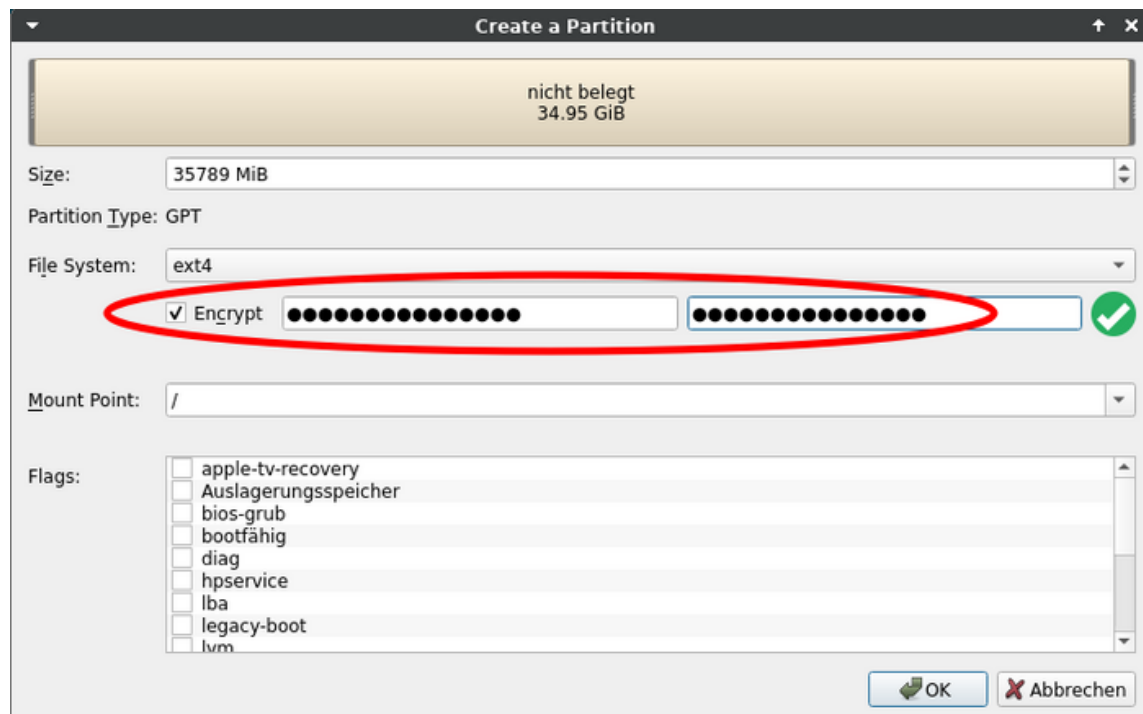 Create a Partition
nicht belegt
34.95 GiB
Size: 35789 MiB
Partition Type: GPT
File System: ext4
Encrypt ●●●●●●●●●●●●●●● ●●●●●●●●●●●●●●●
Mount Point: /
Flags:
apple-tv-recovery
Auslagerungsspeicher
bios-grub
bootfähig
diag
hpservice
lba
legacy-boot
lvm
OK Abbrechen